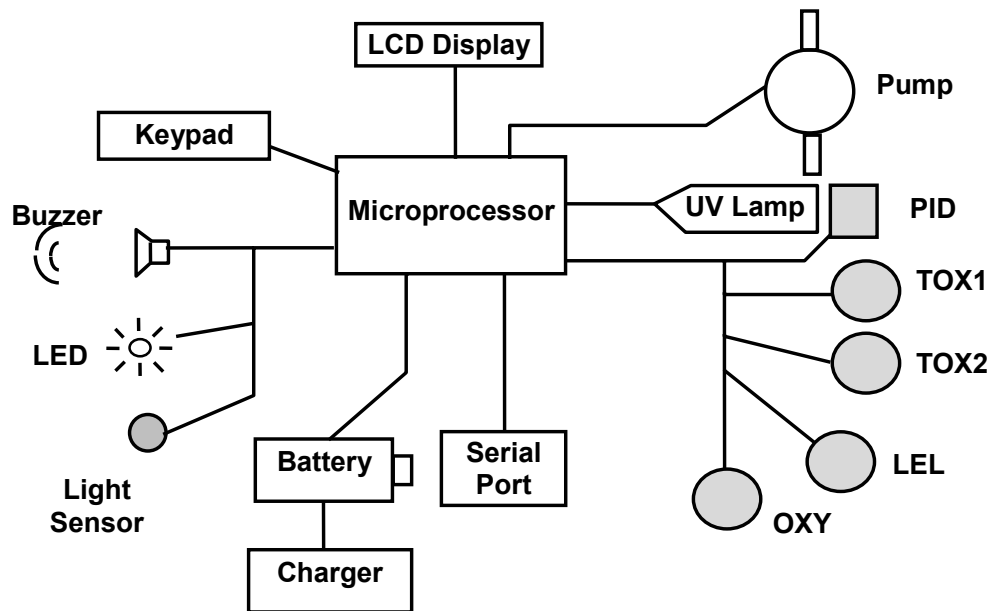 LCD Display
Pump
Keypad
Microprocessor
UV Lamp
PID
Buzzer
TOX1
LED
TOX2
Battery
Serial
Port
LEL
Light
Sensor
OXY
Charger